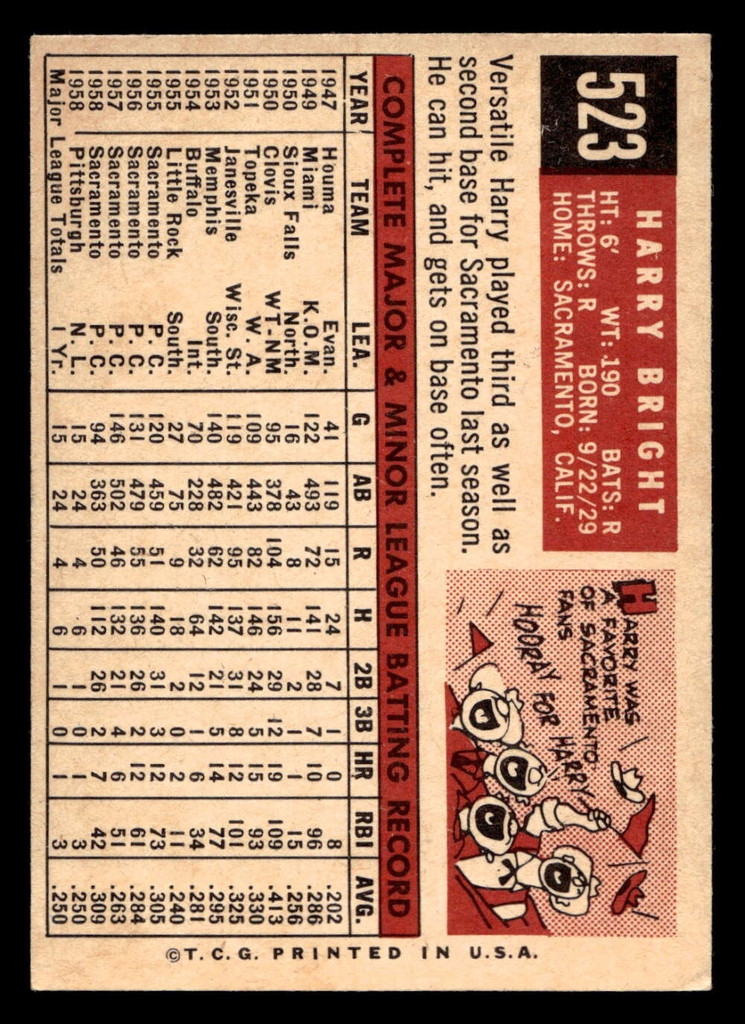 523
HARRY BRIGHT
HT: 6' WT: 190 BATS: R
THROWS: R BORN: 9/22/29
HOME: SACRAMENTO, CALIF.
Versatile Harry played third as well as
second base for Sacramento last season.
He can hit, and gets on base often.
HARRY WAS
A FAVORITE
OF SACRAMENTO
FANS
HOORAY FOR HARRY
COMPLETE MAJOR & MINOR LEAGUE BATTING RECORD
YEAR TEAM LEA. G AB R H 2B 3B HR RBI AVG.
1947 Houma Evan. 41 119 15 24 7 1 0 8 .202
1949 Miami K.O.M. 122 493 72 141 28 7 10 96 .286
1950 Sioux Falls North. 16 43 8 11 2 1 1 15 .256
1950 Clovis WT-NM 95 378 104 156 29 12 19 109 .413
1951 Topeka W. A. 109 443 82 146 24 5 15 93 .330
1952 Janesville Wisc. St. 119 421 95 137 31 8 12 101 .325
1953 Memphis South. 140 482 62 142 21 5 14 77 .295
1954 Buffalo Int. 70 228 32 64 12 1 6 34 .281
1955 Little Rock South. 27 75 9 18 2 0 2 11 .240
1955 Sacramento P. C. 120 459 51 140 31 3 12 73 .305
1956 Sacramento P. C. 131 479 55 136 26 2 12 61 .284
1957 Sacramento P. C. 146 502 46 132 21 4 6 51 .263
1958 Sacramento P. C. 94 363 50 112 26 2 7 42 .309
1958 Pittsburgh N. L. 15 24 4 6 1 0 1 3 .250
Major League Totals 1 Yr. 15 24 4 6 1 0 1 3 .250
© T. C. G. PRINTED IN U.S.A.